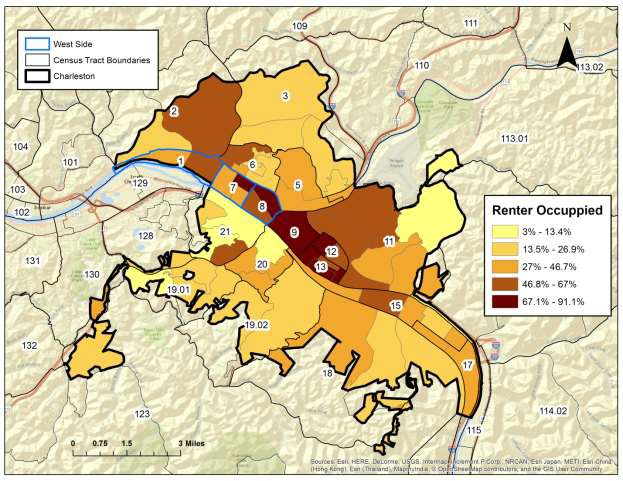 West Side
Census Tract Boundaries
Charleston
N
109
111
110
113.02
2
3
113.01
104
101
1
6
103
129
7
5
102
8
128
21
9
11
12
131
130
20
13
19.01
15
19.02
132
18
17
123
114.02
115
Renter Occuppied
3% - 13.4%
13.5% - 26.9%
27% - 46.7%
46.8% - 67%
67.1% - 91.1%
0 0.75 1.5 3 Miles
Sources: Esri, HERE, DeLorme, USGS, Intermap, increment P Corp., NRCAN, Esri Japan, METI, Esri China
(Hong Kong), Esri (Thailand), MapmyIndia, © OpenStreetMap contributors, and the GIS User Community